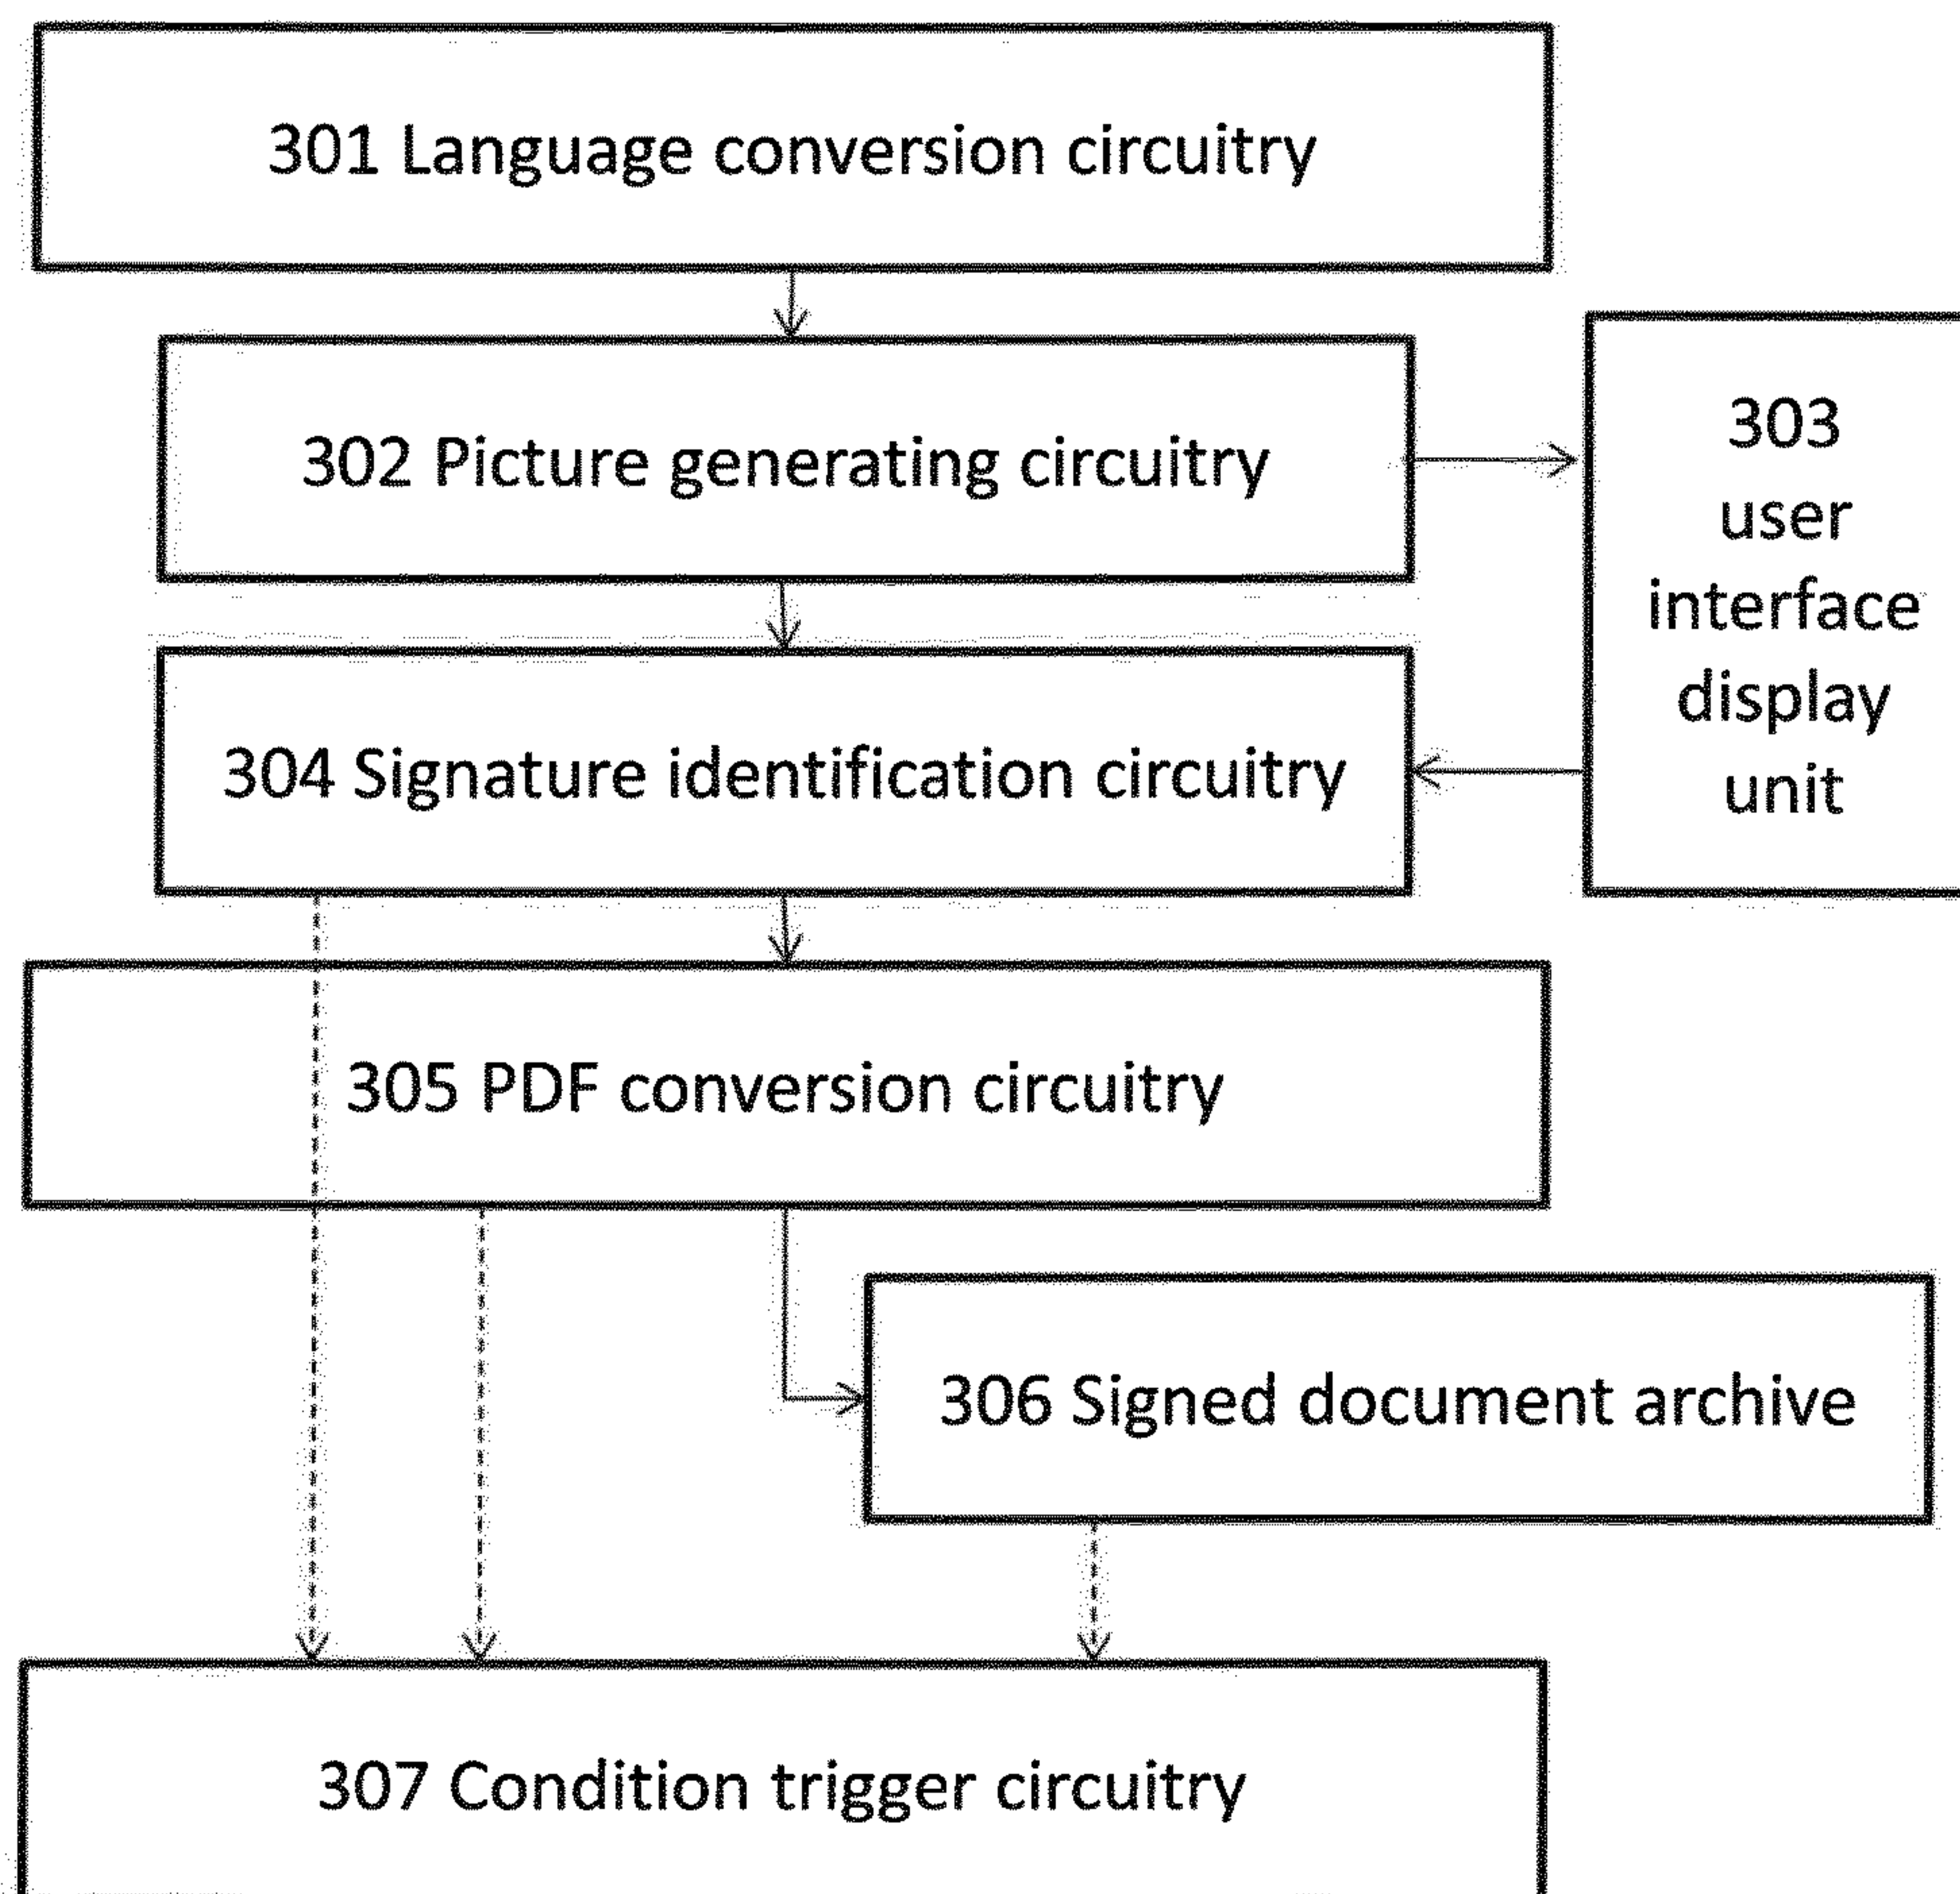 301 Language conversion circuitry
302 Picture generating circuitry
303
user
interface
display
unit
304 Signature identification circuitry
305 PDF conversion circuitry
306 Signed document archive
307 Condition trigger circuitry